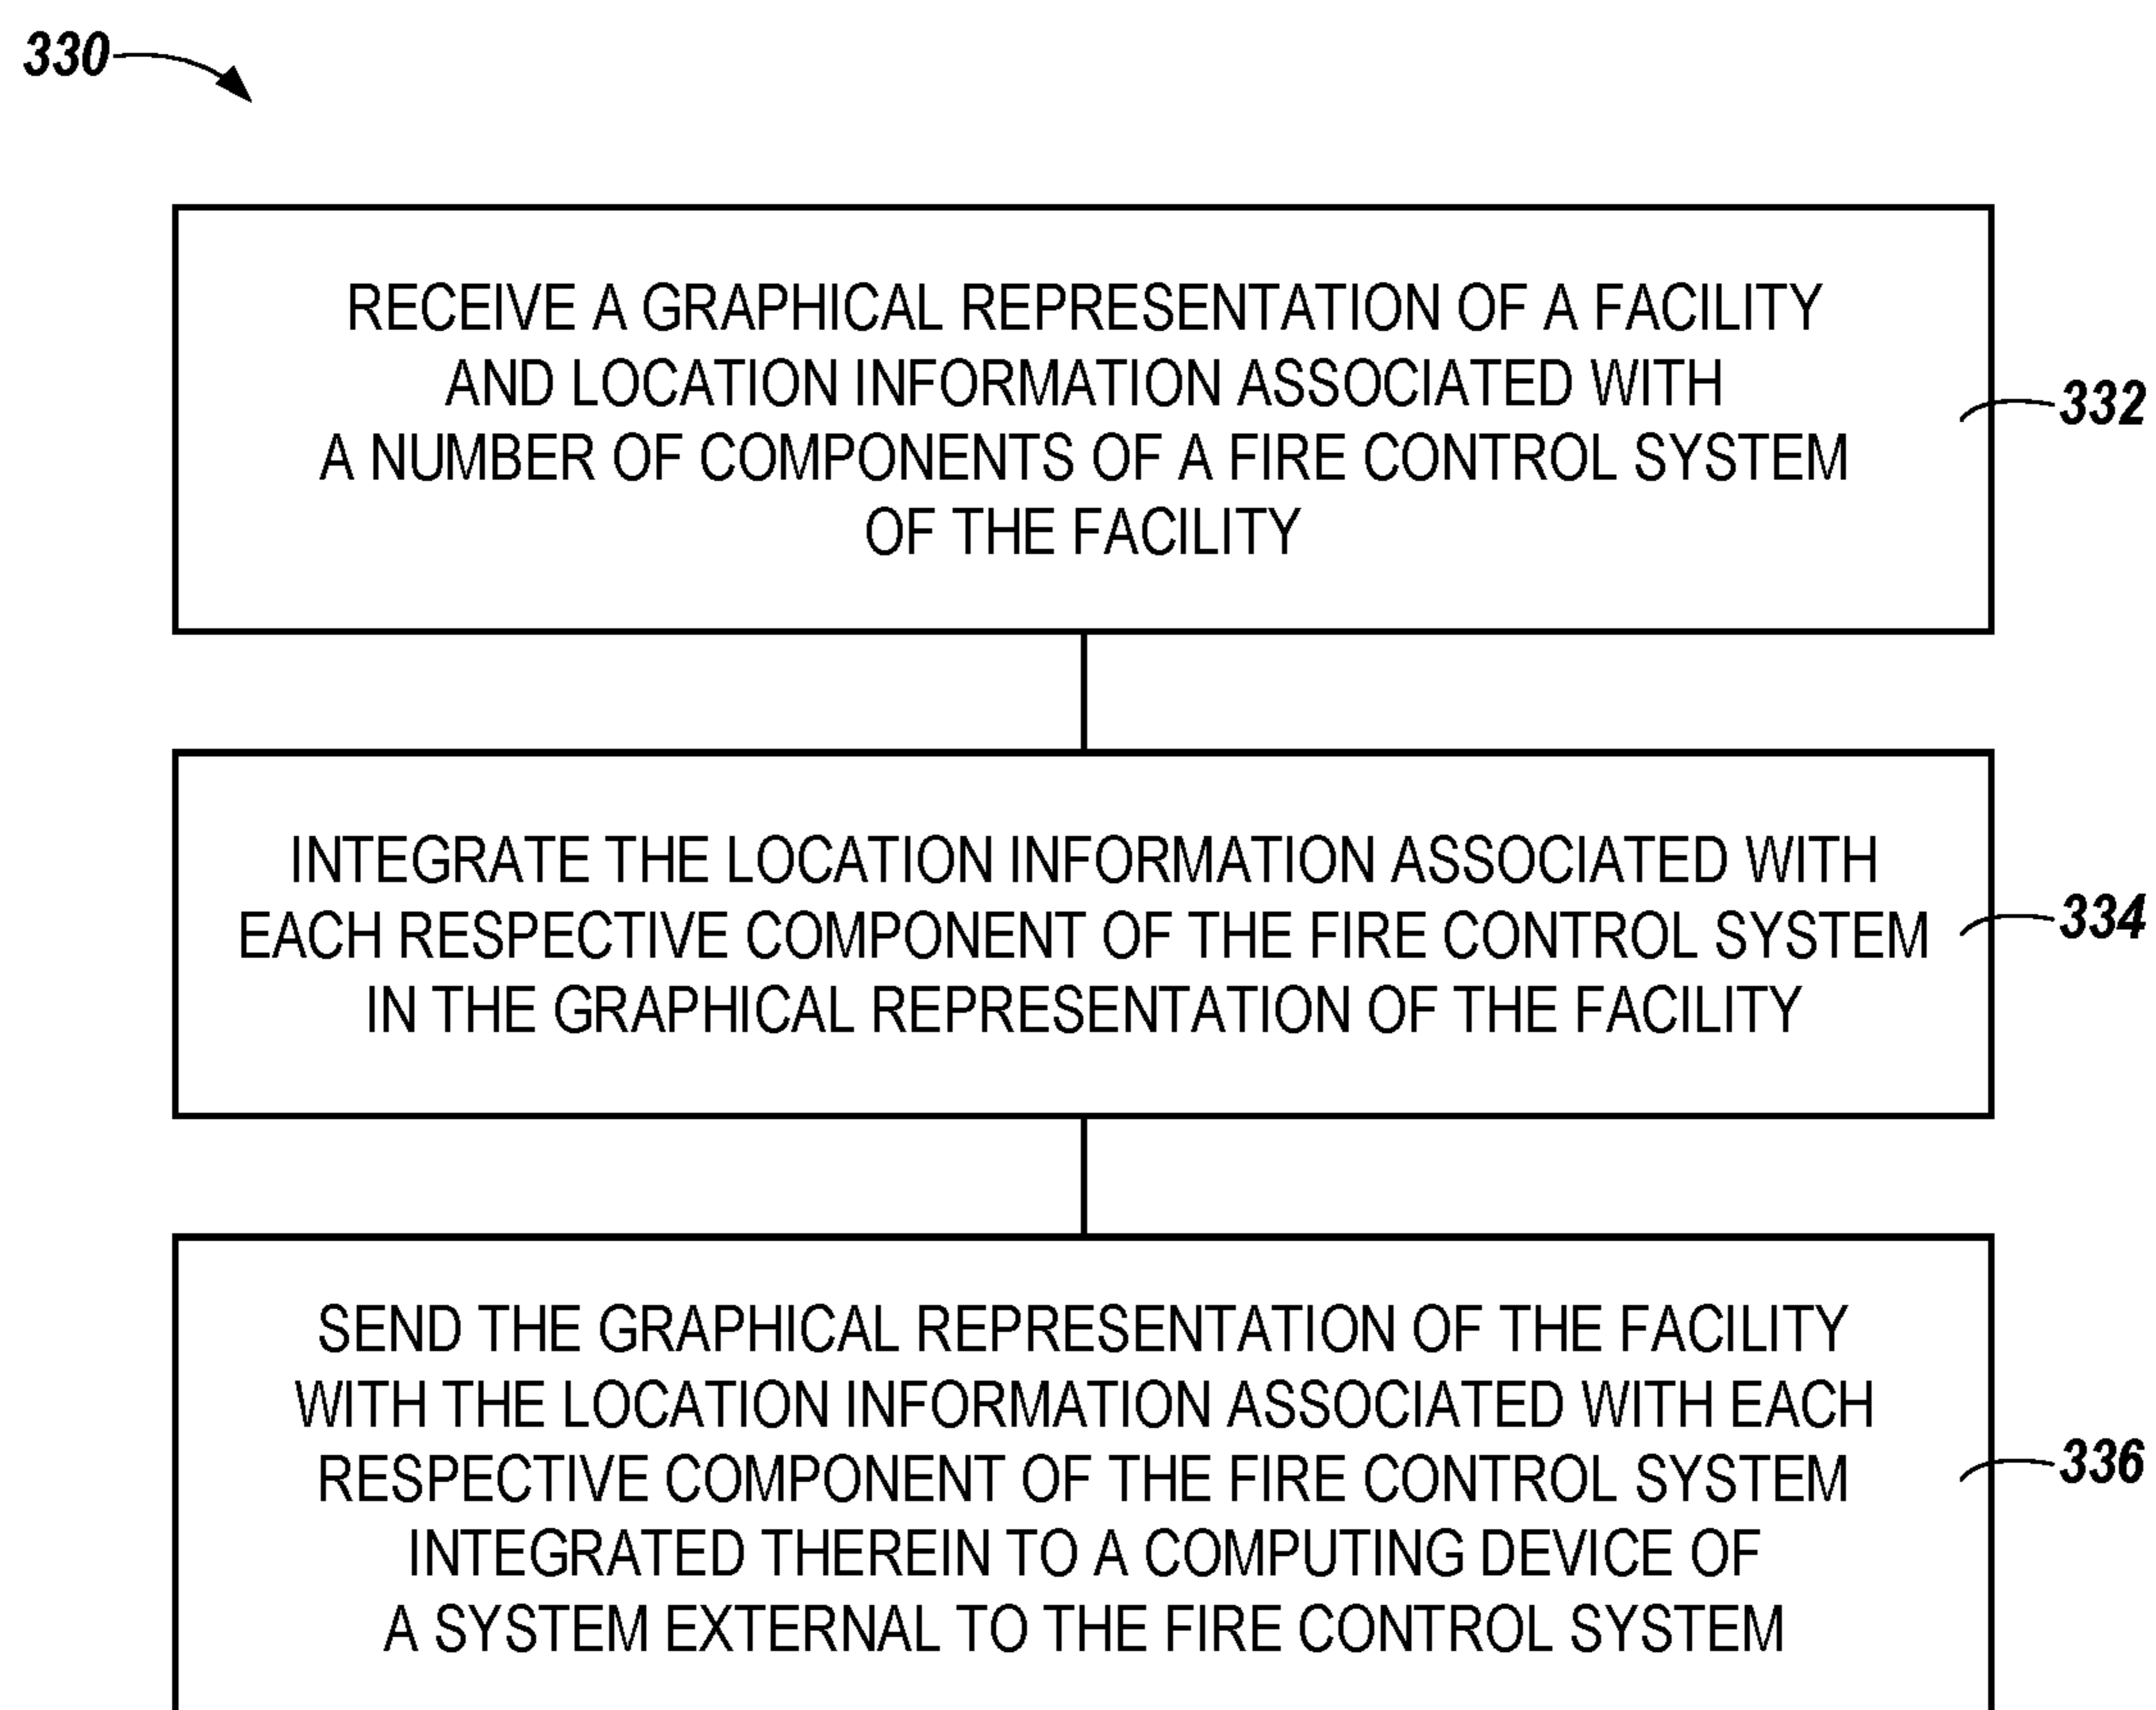 330
RECEIVE A GRAPHICAL REPRESENTATION OF A FACILITY
AND LOCATION INFORMATION ASSOCIATED WITH
A NUMBER OF COMPONENTS OF A FIRE CONTROL SYSTEM
OF THE FACILITY
332
INTEGRATE THE LOCATION INFORMATION ASSOCIATED WITH
EACH RESPECTIVE COMPONENT OF THE FIRE CONTROL SYSTEM
IN THE GRAPHICAL REPRESENTATION OF THE FACILITY
334
SEND THE GRAPHICAL REPRESENTATION OF THE FACILITY
WITH THE LOCATION INFORMATION ASSOCIATED WITH EACH
RESPECTIVE COMPONENT OF THE FIRE CONTROL SYSTEM
INTEGRATED THEREIN TO A COMPUTING DEVICE OF
A SYSTEM EXTERNAL TO THE FIRE CONTROL SYSTEM
336